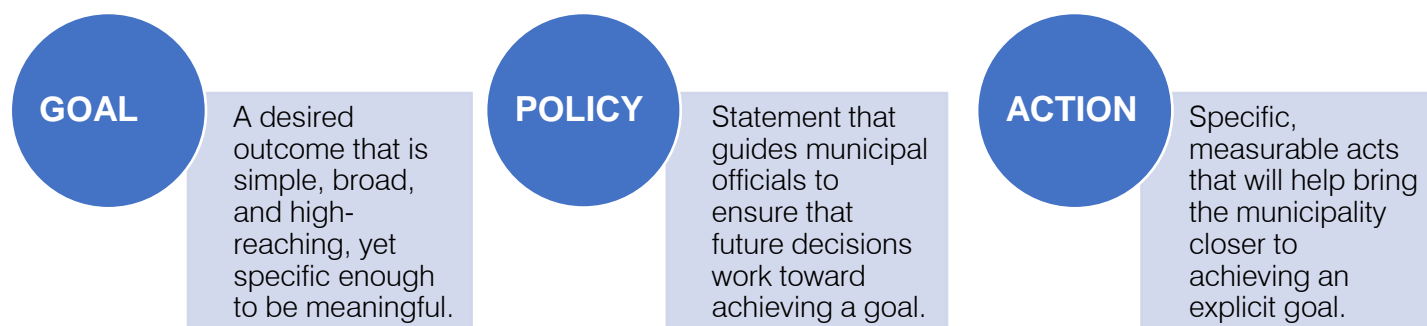 GOAL
A desired
outcome that is
simple, broad,
and high-
reaching, yet
specific enough
to be meaningful.
POLICY
Statement that
guides municipal
officials to
ensure that
future decisions
work toward
achieving a goal.
ACTION
Specific,
measurable acts
that will help bring
the municipality
closer to
achieving an
explicit goal.